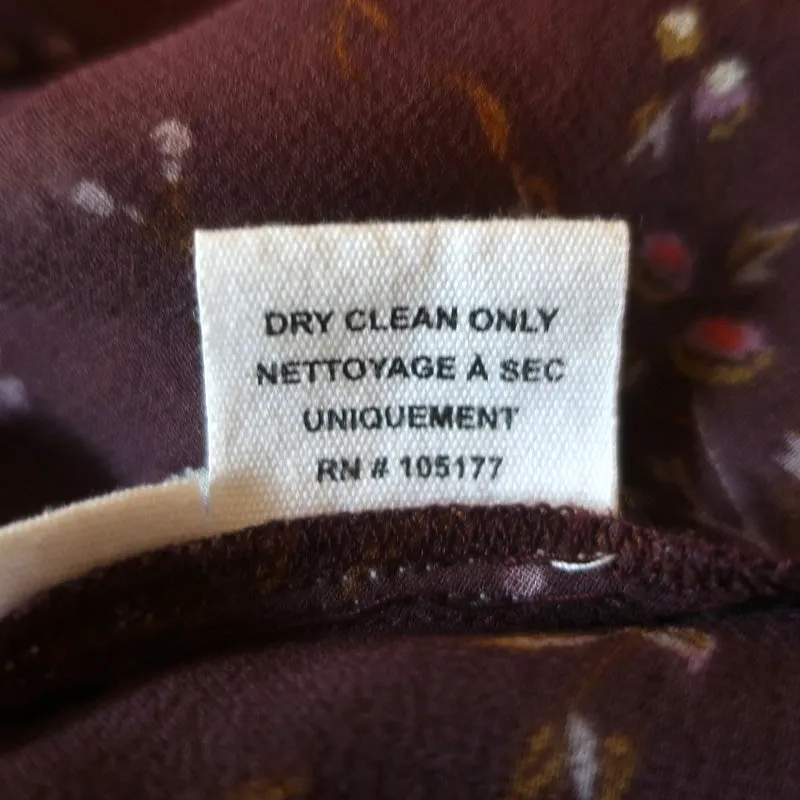 DRY CLEAN ONLY
NETTOYAGE À SEC
UNIQUEMENT
RN # 105177